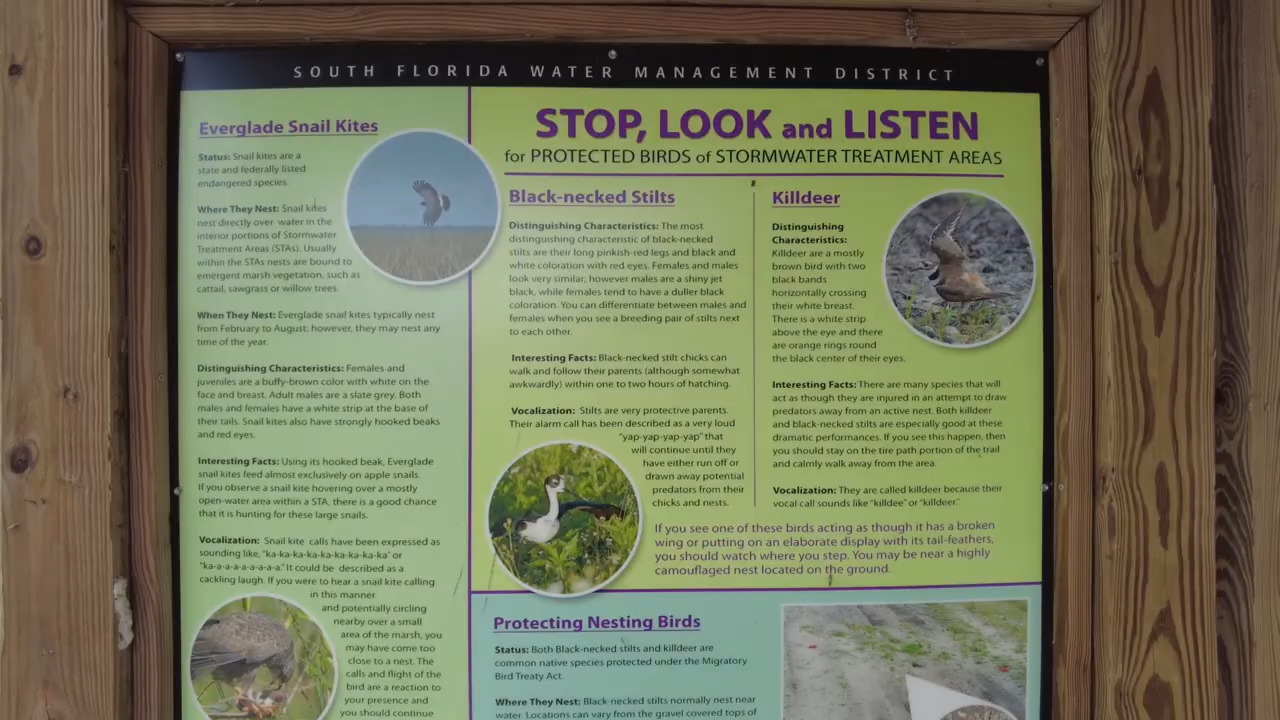 SOUTH FLORIDA WATER MANAGEMENT DISTRICT
Everglade Snail Kites
Status: Snail kites are a
state and federally listed
endangered species.
Where They Nest: Snail kites
nest directly over water in the
interior portions of Stormwater
Treatment Areas (STAs). Usually
within the STAs nests are bound to
emergent marsh vegetation, such as
cattail, sawgrass or willow trees.
When They Nest: Everglade snail kites typically nest
from February to August; however, they may nest any
time of the year.
Distinguishing Characteristics: Females and
juveniles are a buffy-brown color with white on the
face and breast. Adult males are a slate grey. Both
males and females have a white strip at the base of
their tails. Snail kites also have strongly hooked beaks
and red eyes.
Interesting Facts: Using its hooked beak, Everglade
snail kites feed almost exclusively on apple snails.
If you observe a snail kite hovering over a mostly
open-water area within a STA, there is a good chance
that it is hunting for these large snails.
Vocalization: Snail kite calls have been expressed as
sounding like, "ka-ka-ka-ka-ka-ka-ka-ka-ka" or
"ka-a-a-a-a-a-a-a." It could be described as a
cackling laugh. If you were to hear a snail kite calling
in this manner
and potentially circling
nearby over a small
area of the marsh, you
may have come too
close to a nest. The
calls and flight of the
bird are a reaction to
your presence and
you should continue
STOP, LOOK and LISTEN
for PROTECTED BIRDS of STORMWATER TREATMENT AREAS
Black-necked Stilts
Distinguishing Characteristics: The most
distinguishing characteristic of black-necked
stilts are their long pinkish-red legs and black and
white coloration with red eyes. Females and males
look very similar; however males are a shiny jet
black, while females tend to have a duller black
coloration. You can differentiate between males and
females when you see a breeding pair of stilts next
to each other.
Interesting Facts: Black-necked stilt chicks can
walk and follow their parents (although somewhat
awkwardly) within one to two hours of hatching.
Vocalization: Stilts are very protective parents.
Their alarm call has been described as a very loud
"yap-yap-yap-yap" that
will continue until they
have either run off or
drawn away potential
predators from their
chicks and nests.
Killdeer
Distinguishing
Characteristics:
Killdeer are a mostly
brown bird with two
black bands
horizontally crossing
their white breast.
There is a white strip
above the eye and there
are orange rings round
the black center of their eyes.
Interesting Facts: There are many species that will
act as though they are injured in an attempt to draw
predators away from an active nest. Both killdeer
and black-necked stilts are especially good at these
dramatic performances. If you see this happen, then
you should stay on the tire path portion of the trail
and calmly walk away from the area.
Vocalization: They are called killdeer because their
vocal call sounds like "killdee" or "killdeer."
If you see one of these birds acting as though it has a broken
wing or putting on an elaborate display with its tail-feathers,
you should watch where you step. You may be near a highly
camouflaged nest located on the ground.
Protecting Nesting Birds
Status: Both Black-necked stilts and killdeer are
common native species protected under the Migratory
Bird Treaty Act.
Where They Nest: Black-necked stilts normally nest near
water. Locations can vary from the gravel covered tops of